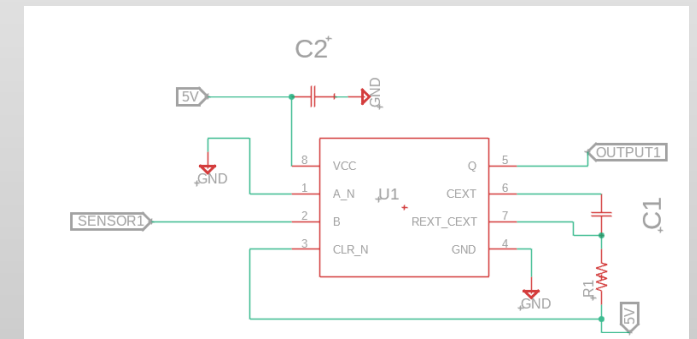 C2
5V
GND
8 VCC Q 5
OUTPUT1
GND
1 A_N U1 CEXT 6
C1
SENSOR1
2 B REXT_CEXT 7
3 CLR_N GND 4
R1
GND
5V